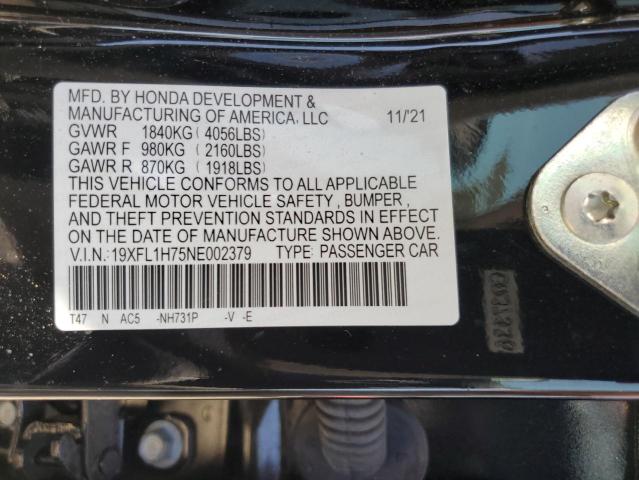 MFD. BY HONDA DEVELOPMENT &
MANUFACTURING OF AMERICA, LLC 11/'21
GVWR 1840KG (4056LBS)
GAWR F 980KG (2160LBS)
GAWR R 870KG (1918LBS)
THIS VEHICLE CONFORMS TO ALL APPLICABLE
FEDERAL MOTOR VEHICLE SAFETY , BUMPER ,
AND THEFT PREVENTION STANDARDS IN EFFECT
ON THE DATE OF MANUFACTURE SHOWN ABOVE.
V.I.N.:19XFL1H75NE002379 TYPE: PASSENGER CAR
T47 N AC5 -NH731P -V -E